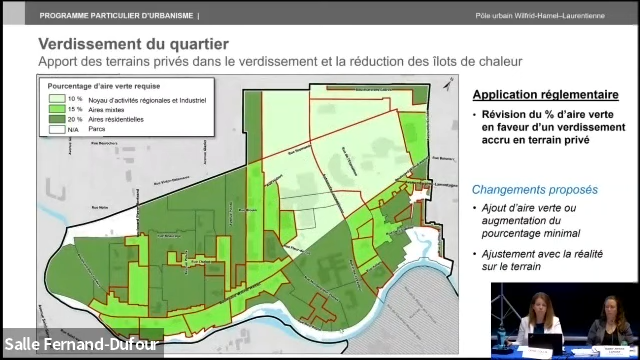 PROGRAMME PARTICULIER D'URBANISME |
Pôle urbain Wilfrid-Hamel–Laurentienne
Verdissement du quartier
Apport des terrains privés dans le verdissement et la réduction des îlots de chaleur
Pourcentage d'aire verte requise
10 % Noyau d'activités régionales et Industriel
15 % Aires mixtes
20 % Aires résidentielles
N/A Parcs
Application réglementaire
• Révision du % d'aire verte
en faveur d'un verdissement
accru en terrain privé
Changements proposés
• Ajout d'aire verte ou
augmentation du
pourcentage minimal
• Ajustement avec la réalité
sur le terrain
Salle Fernand-Dufour